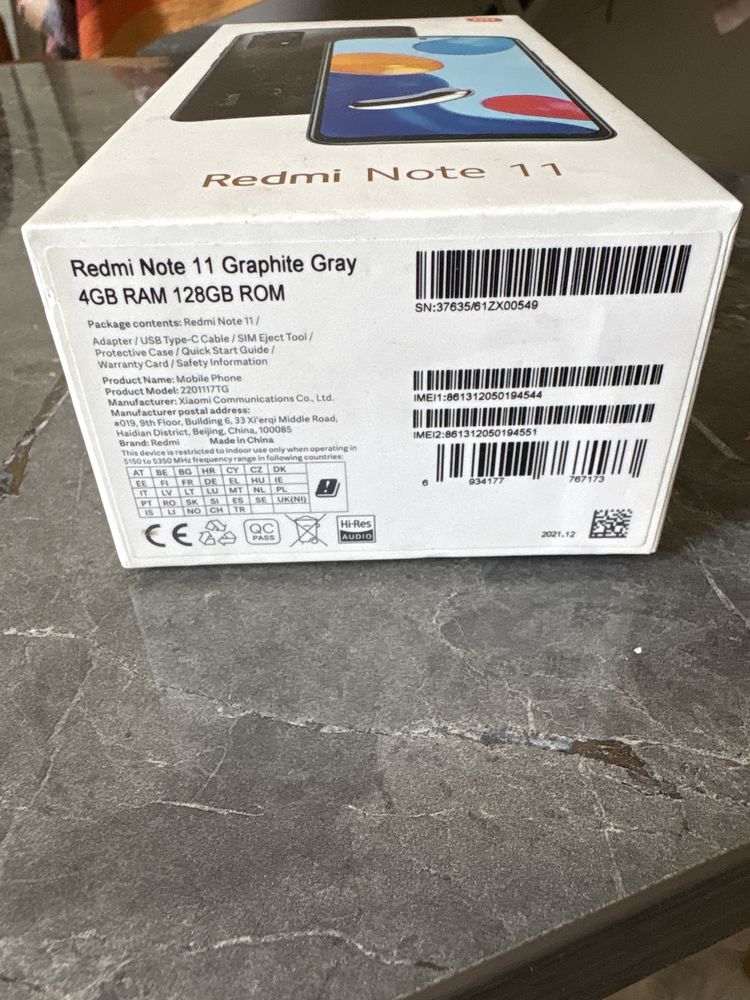 Redmi Note 11
Redmi Note 11 Graphite Gray
4GB RAM 128GB ROM
Package contents: Redmi Note 11 /
Adapter / USB Type-C Cable / SIM Eject Tool /
Protective Case / Quick Start Guide /
Warranty Card / Safety Information
Product Name: Mobile Phone
Product Model: 2201117TG
Manufacturer: Xiaomi Communications Co., Ltd.
Manufacturer postal address:
#019, 9th Floor, Building 6, 33 Xi'erqi Middle Road,
Haidian District, Beijing, China, 100085
Brand: Redmi Made in China
This device is restricted to indoor use only when operating in
5150 to 5350 MHz frequency range in following countries:
AT BE BG HR CY CZ DK
EE FI FR DE EL HU IE
IT LV LT LU MT NL PL
PT RO SK SI ES SE UK(NI)
IS LI NO CH TR
CE
QC
PASS
Hi-Res
AUDIO
SN:37635/61ZX00549
IMEI1:861312050194544
IMEI2:861312050194551
6 934177 767173
2021.12